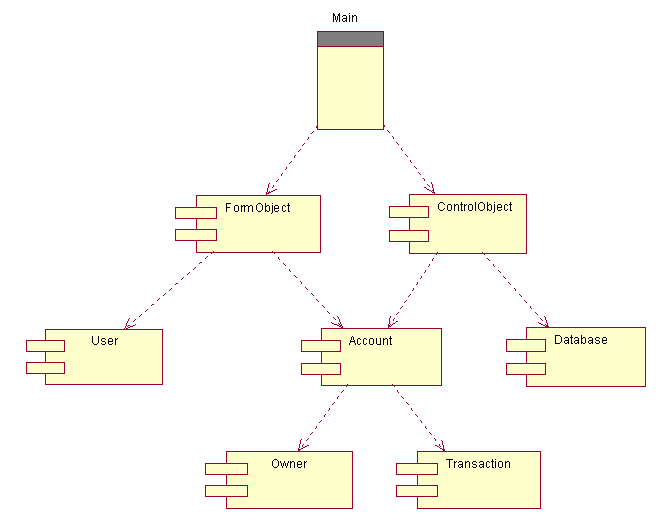 Main
FormObject
ControlObject
User
Account
Database
Owner
Transaction